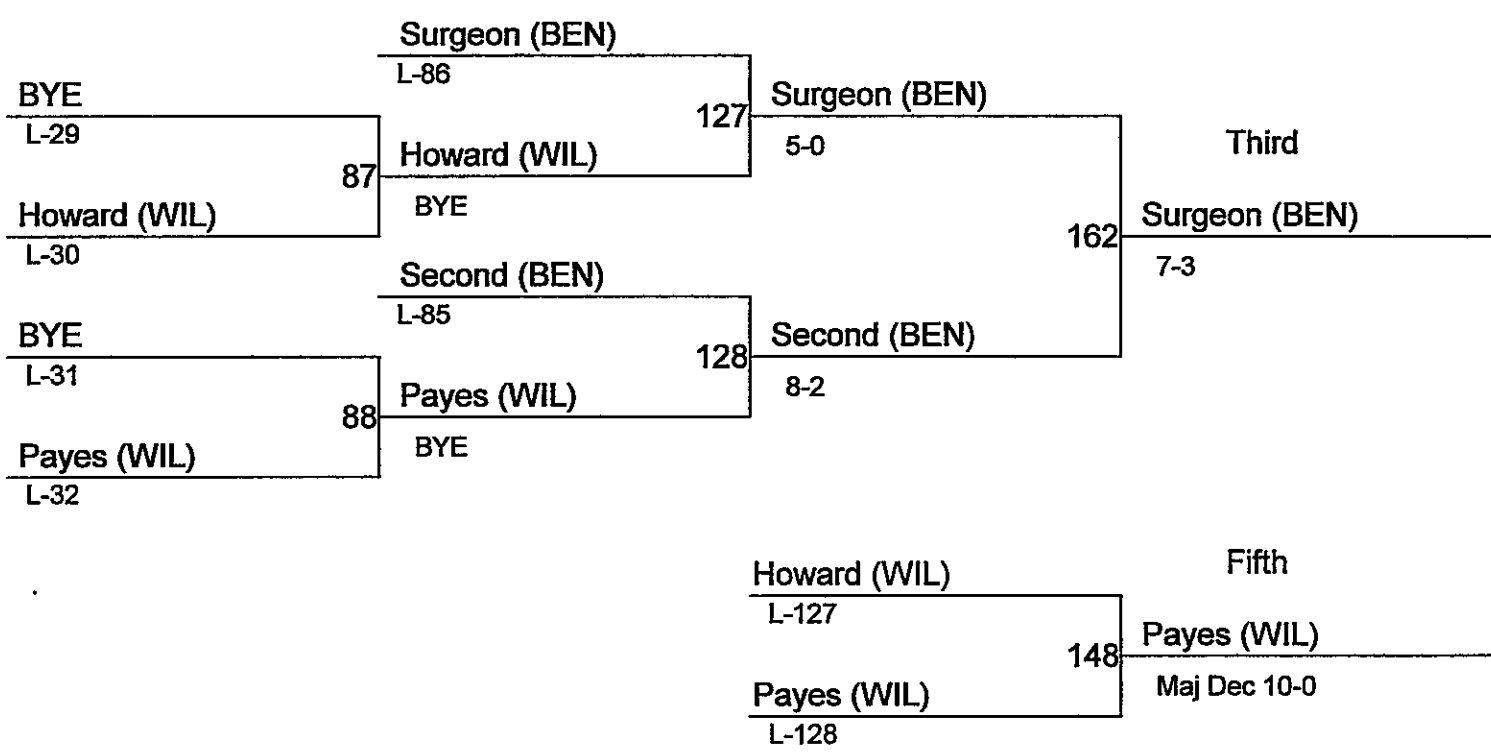 Surgeon (BEN)
L-86
BYE
L-29
127
Surgeon (BEN)
5-0
Howard (WIL)
BYE
87
Third
Howard (WIL)
L-30
Surgeon (BEN)
7-3
162
Second (BEN)
L-85
BYE
L-31
128
Second (BEN)
8-2
Payes (WIL)
BYE
88
Payes (WIL)
L-32
Fifth
Howard (WIL)
L-127
148
Payes (WIL)
Maj Dec 10-0
Payes (WIL)
L-128